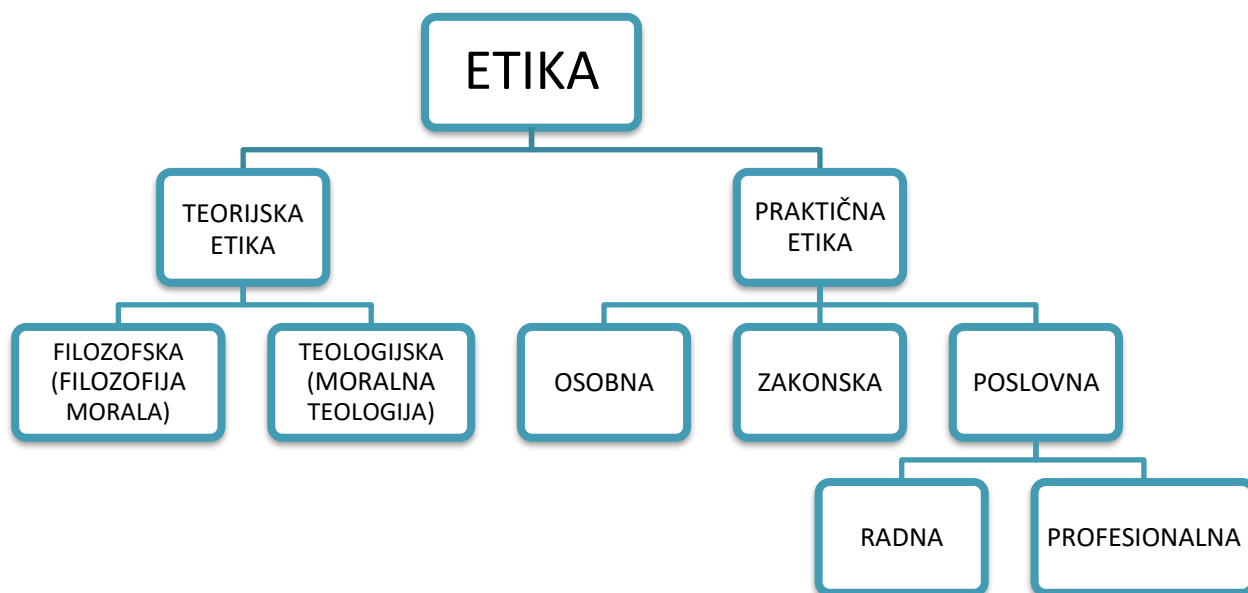 ETIKA
TEORIJSKA
ETIKA
PRAKTIČNA
ETIKA
FILOZOFSKA
(FILOZOFIJA
MORALA)
TEOLOGIJSKA
(MORALNA
TEOLOGIJA)
OSOBNA
ZAKONSKA
POSLOVNA
RADNA
PROFESIONALNA